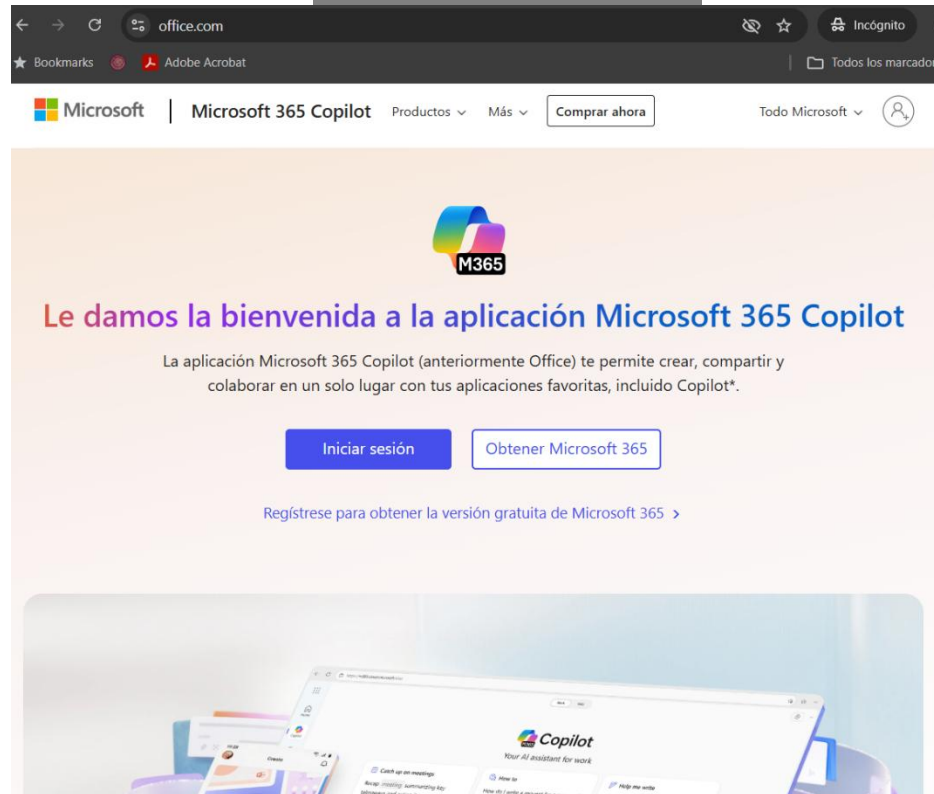 office.com
Incógnito
Bookmarks Adobe Acrobat
Todos los marcador
Microsoft Microsoft 365 Copilot Productos Más Comprar ahora Todo Microsoft
M365
Le damos la bienvenida a la aplicación Microsoft 365 Copilot
La aplicación Microsoft 365 Copilot (anteriormente Office) te permite crear, compartir y
colaborar en un solo lugar con tus aplicaciones favoritas, incluido Copilot*.
Iniciar sesión Obtener Microsoft 365
Regístrese para obtener la versión gratuita de Microsoft 365
Copilot
Your AI assistant for work
Create
Catch up on meetings
How to
Help me write